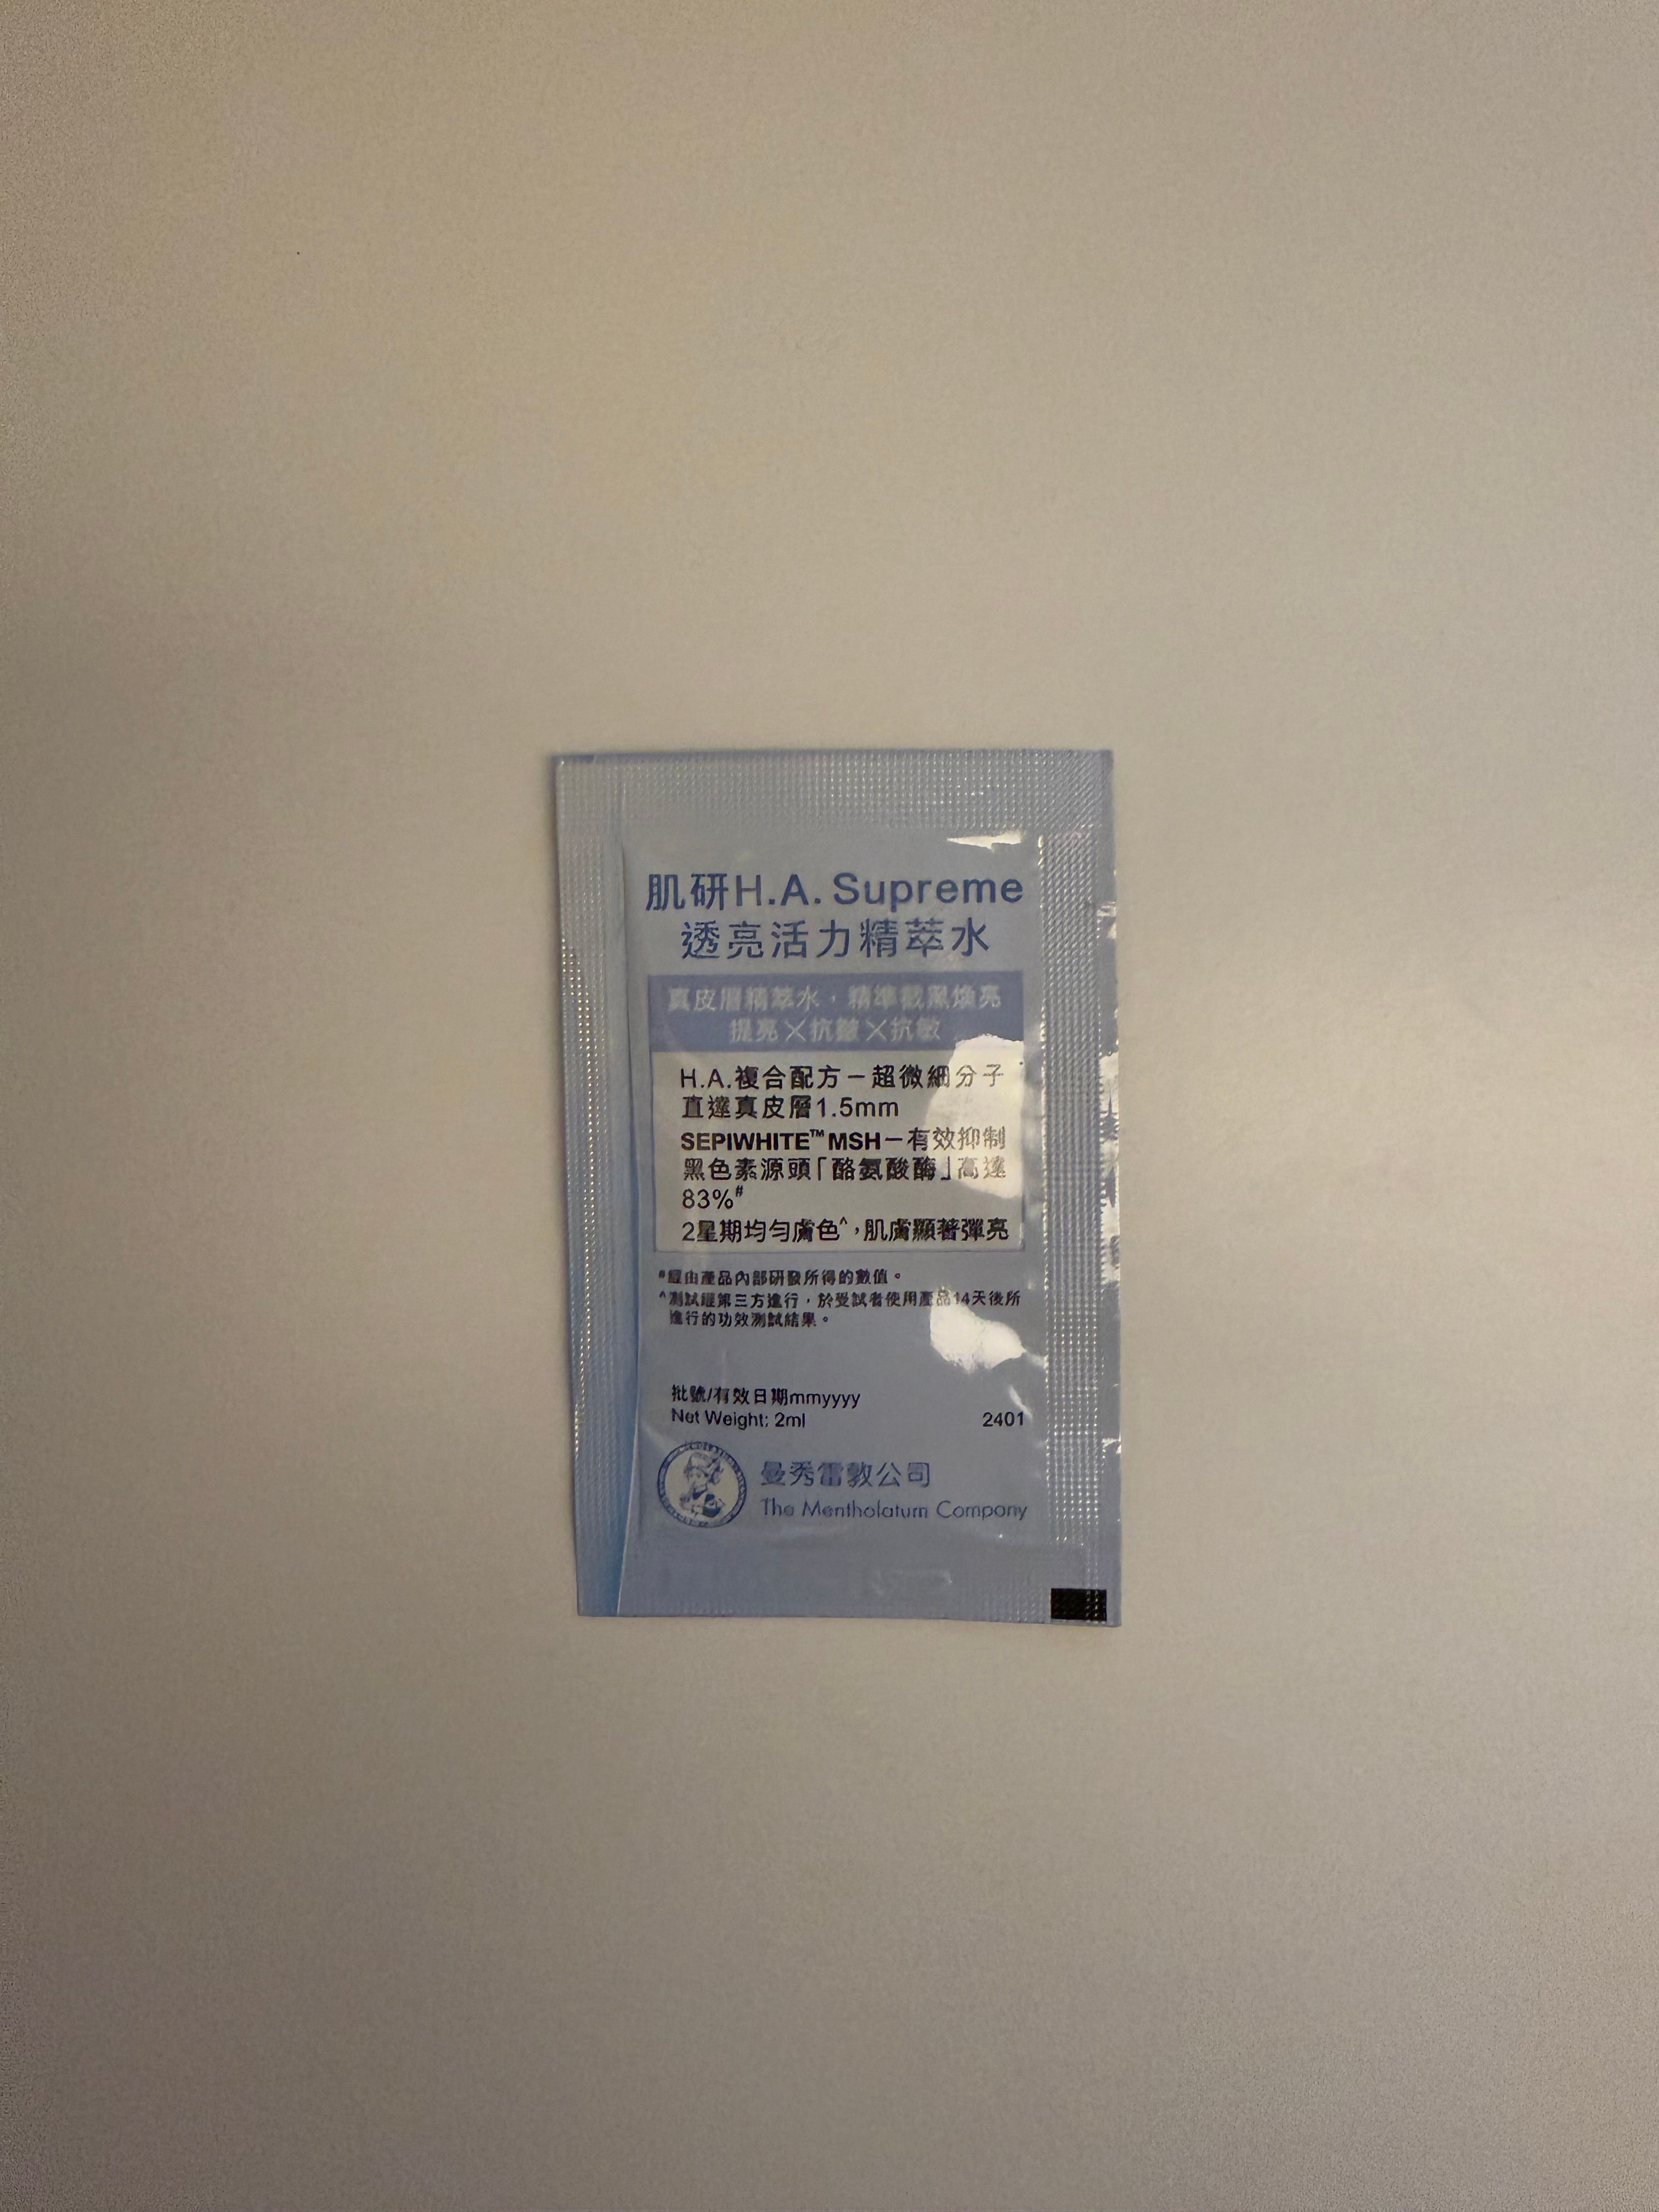 肌研H.A. Supreme
透亮活力精萃水
真皮層精萃水，精準截黑煥亮
提亮╳抗皺╳抗敏
H.A.複合配方－超微細分子
直達真皮層1.5mm
SEPIWHITE™ MSH－有效抑制
黑色素源頭「酪氨酸酶」高達
83%#
2星期均勻膚色^，肌膚顯著彈亮
#經由產品內部研發所得的數值。
^測試經第三方進行，於受試者使用產品14天後所
進行的功效測試結果。
批號/有效日期mmyyyy
Net Weight: 2ml 2401
曼秀雷敦公司
The Mentholatum Company